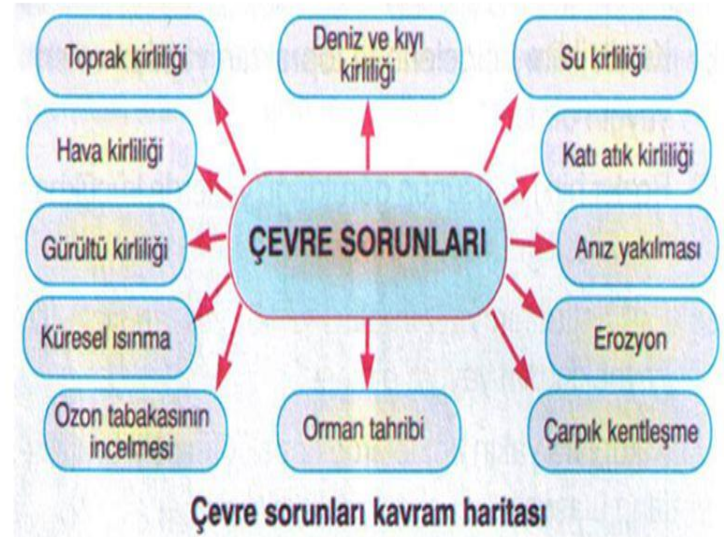 Toprak kirliliği
Deniz ve kıyı
kirliliği
Su kirliliği
Hava kirliliği
Katı atık kirliliği
ÇEVRE SORUNLARI
Gürültü kirliliği
Anız yakılması
Küresel ısınma
Erozyon
Ozon tabakasının
incelmesi
Orman tahribi
Çarpık kentleşme
Çevre sorunları kavram haritası